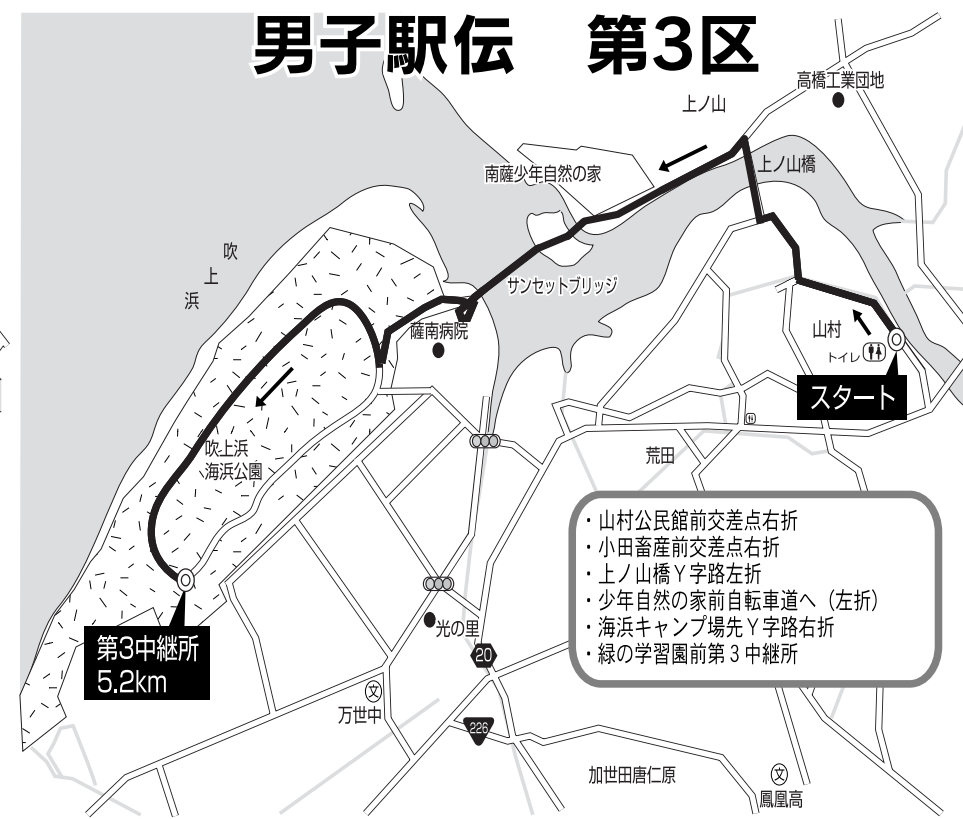 男子駅伝　第3区
高橋工業団地
上ノ山
上ノ山橋
南薩少年自然の家
吹上浜
サンセットブリッジ
薩南病院
山村
トイレ
スタート
吹上浜
海浜公園
荒田
・山村公民館前交差点右折
・小田畜産前交差点右折
・上ノ山橋Ｙ字路左折
・少年自然の家前自転車道へ（左折）
・海浜キャンプ場先Ｙ字路右折
・緑の学習園前第３中継所
第3中継所
5.2km
光の里
20
文
万世中
226
加世田唐仁原
文
鳳凰高